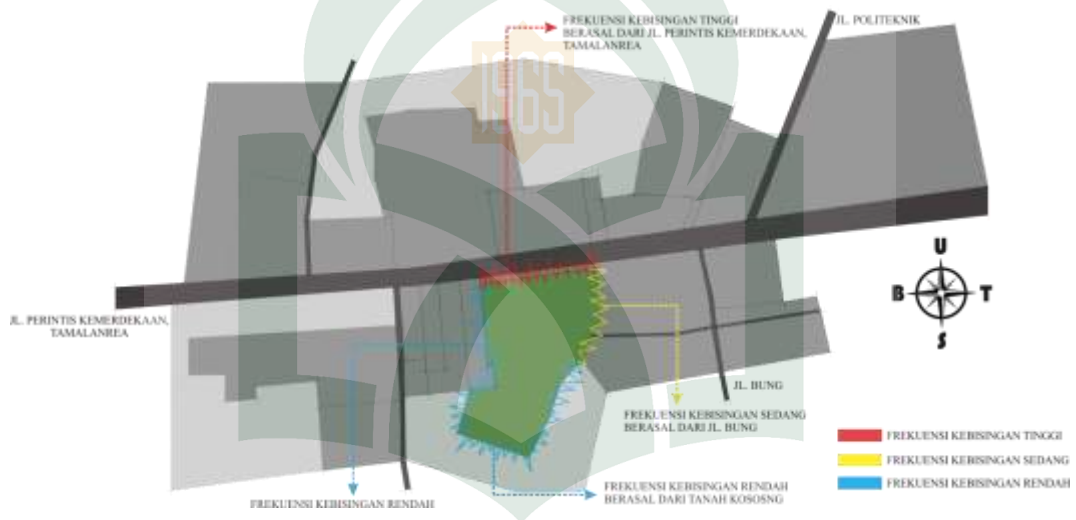 FREKUENSI KEBISINGAN TINGGI
BERASAL DARI JL. PERINTIS KEMERDEKAAN,
TAMALANREA
JL. POLITEKNIK
1965
U
B
T
S
JL. PERINTIS KEMERDEKAAN,
TAMALANREA
JL. BUNG
FREKUENSI KEBISINGAN SEDANG
BERASAL DARI JL. BUNG
FREKUENSI KEBISINGAN TINGGI
FREKUENSI KEBISINGAN SEDANG
FREKUENSI KEBISINGAN RENDAH
FREKUENSI KEBISINGAN RENDAH
BERASAL DARI TANAH KOSOSNG
FREKUENSI KEBISINGAN RENDAH